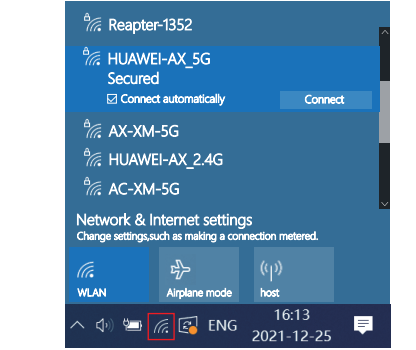 Reapter-1352
HUAWEI-AX_5G
Secured
Connect automatically
Connect
AX-XM-5G
HUAWEI-AX_2.4G
AC-XM-5G
Network & Internet settings
Change settings,such as making a connection metered.
WLAN
Airplane mode
host
ENG
16:13
2021-12-25